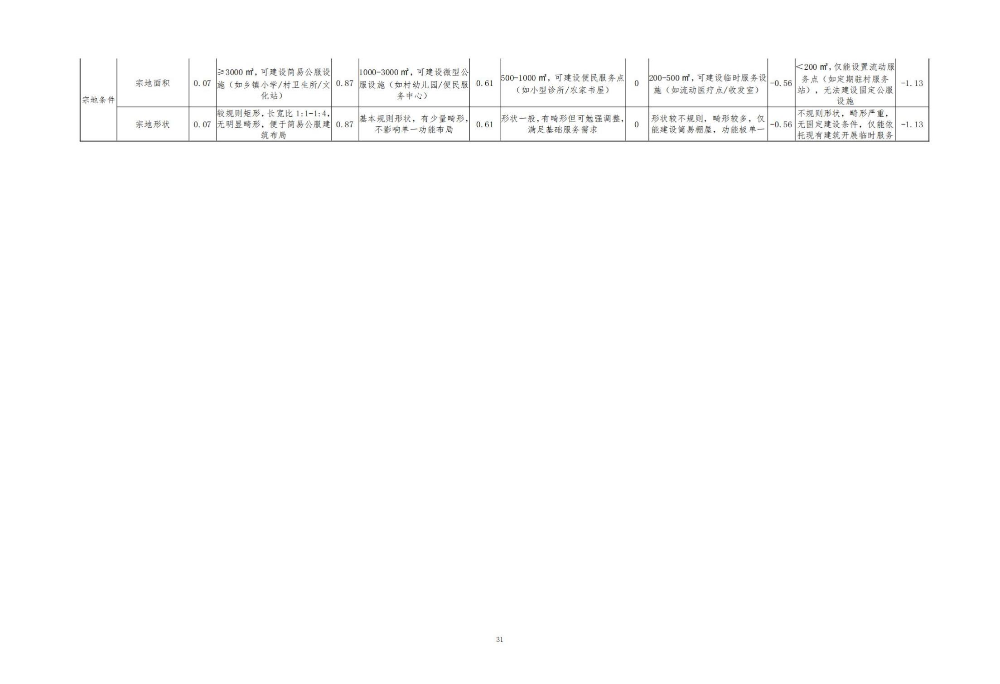 宗地条件
宗地面积
0.07
≥3000 ㎡，可建设简易公服设
施（如乡镇小学/村卫生所/文
化站）
0.87
1000-3000 ㎡，可建设微型公
服设施（如村幼儿园/便民服
务中心）
0.61
500-1000 ㎡，可建设便民服务点
（如小型诊所/农家书屋）
0
200-500 ㎡，可建设临时服务设
施（如流动医疗点/收发室）
-0.56
＜200 ㎡，仅能设置流动服
务点（如定期驻村服务
站），无法建设固定公服
设施
-1.13
宗地形状
0.07
较规则矩形，长宽比 1:1-1:4，
无明显畸形，便于简易公服建
筑布局
0.87
基本规则形状，有少量畸形，
不影响单一功能布局
0.61
形状一般，有畸形但可勉强调整，
满足基础服务需求
0
形状较不规则，畸形较多，仅
能建设简易棚屋，功能极单一
-0.56
不规则形状，畸形严重，
无固定建设条件，仅能依
托现有建筑开展临时服务
-1.13
31